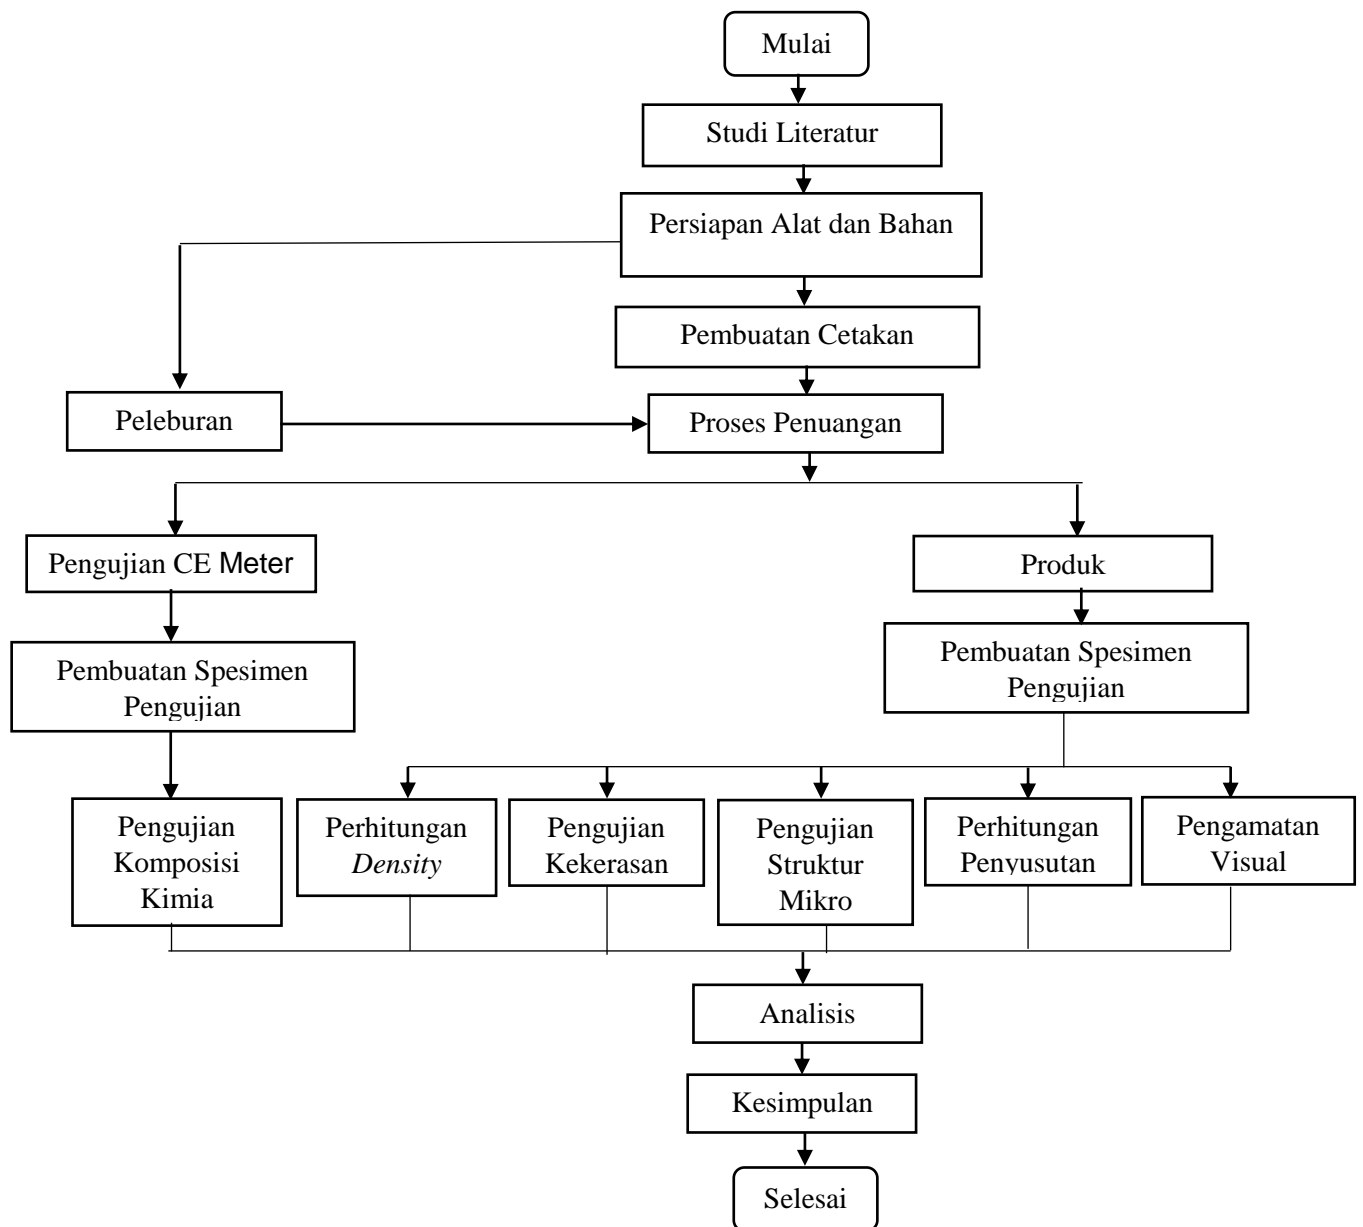 Mulai
Studi Literatur
Persiapan Alat dan Bahan
Pembuatan Cetakan
Peleburan
Proses Penuangan
Pengujian CE Meter
Produk
Pembuatan Spesimen
Pengujian
Pembuatan Spesimen
Pengujian
Pengujian
Komposisi
Kimia
Perhitungan
Density
Pengujian
Kekerasan
Pengujian
Struktur
Mikro
Perhitungan
Penyusutan
Pengamatan
Visual
Analisis
Kesimpulan
Selesai